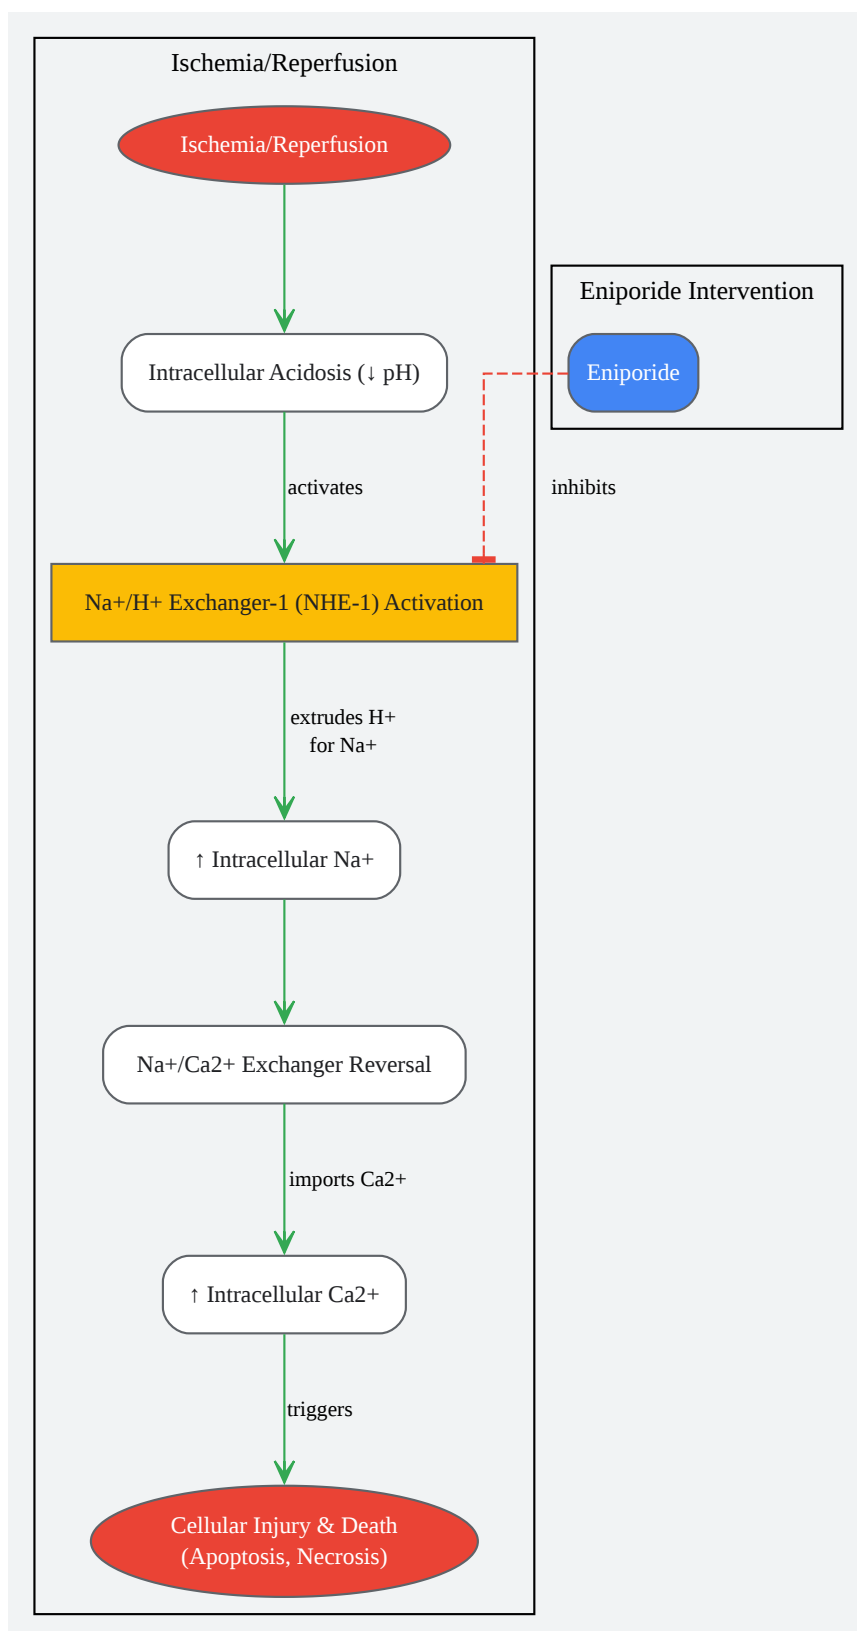 Ischemia/Reperfusion
Ischemia/Reperfusion
Eniporide Intervention
Intracellular Acidosis (↓ pH)
Eniporide
activates
inhibits
Na+/H+ Exchanger-1 (NHE-1) Activation
extrudes H+
for Na+
↑ Intracellular Na+
Na+/Ca2+ Exchanger Reversal
imports Ca2+
↑ Intracellular Ca2+
triggers
Cellular Injury & Death
(Apoptosis, Necrosis)